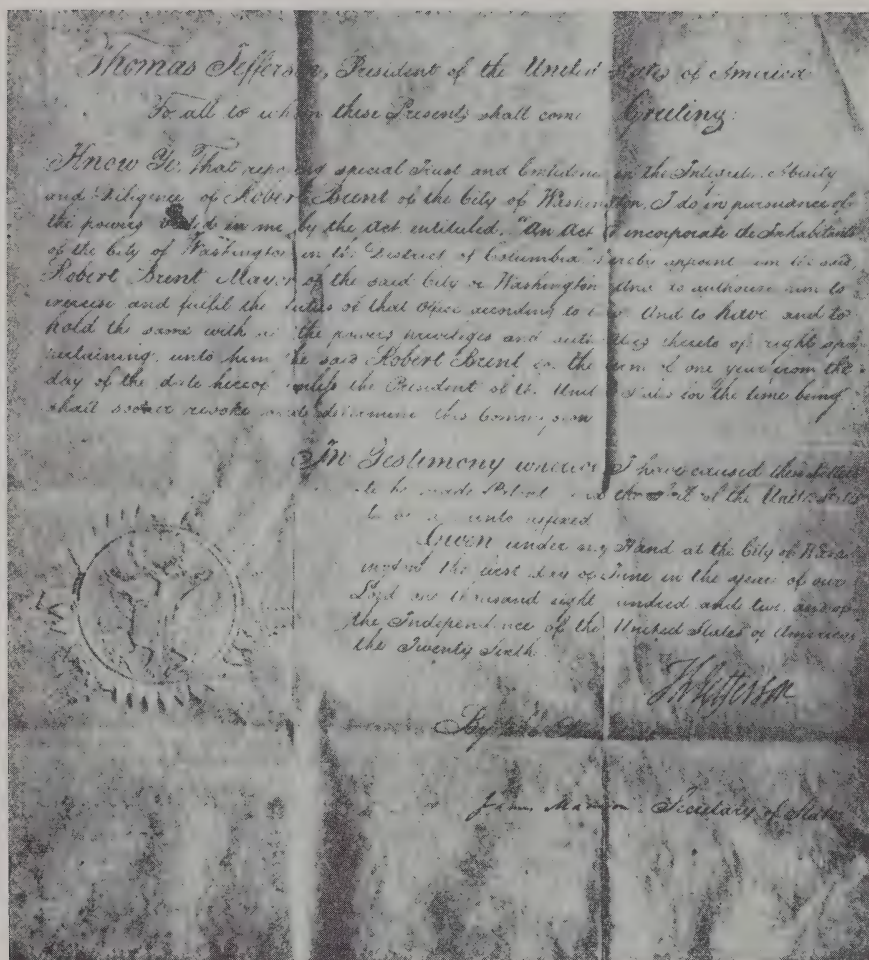 Thomas Jefferson, President of the United States of America
To all to whom these Presents shall come Greeting:
Know Ye, That reposing special Trust and Confidence in the Integrity Ability
and Diligence of Robert Brent of the City of Washington, I do in pursuance of
the powers vested in me by the Act entituled, "An Act to incorporate the Inhabitants
of the City of Washington in the District of Columbia" hereby appoint him the said
Robert Brent Mayor of the said City of Washington and to authorise him to
exercise and fulfil the duties of that Office according to law And to have and to
hold the same with all the powers privileges and authorities thereto of right apper
taining, unto him the said Robert Brent for the term of one year from the
day of the date hereof unless the President of the United States for the time being
shall sooner revoke and determine this Commission
In Testimony whereof I have caused these Letters
to be made Patent and the Seal of the United States
to be unto affixed
Given under my Hand at the City of Wash
ington the first day of June in the year of our
Lord one thousand eight hundred and two, and of
the Independence of the United States of America,
the Twenty Sixth
Th Jefferson
By the
James Madison Secretary of State